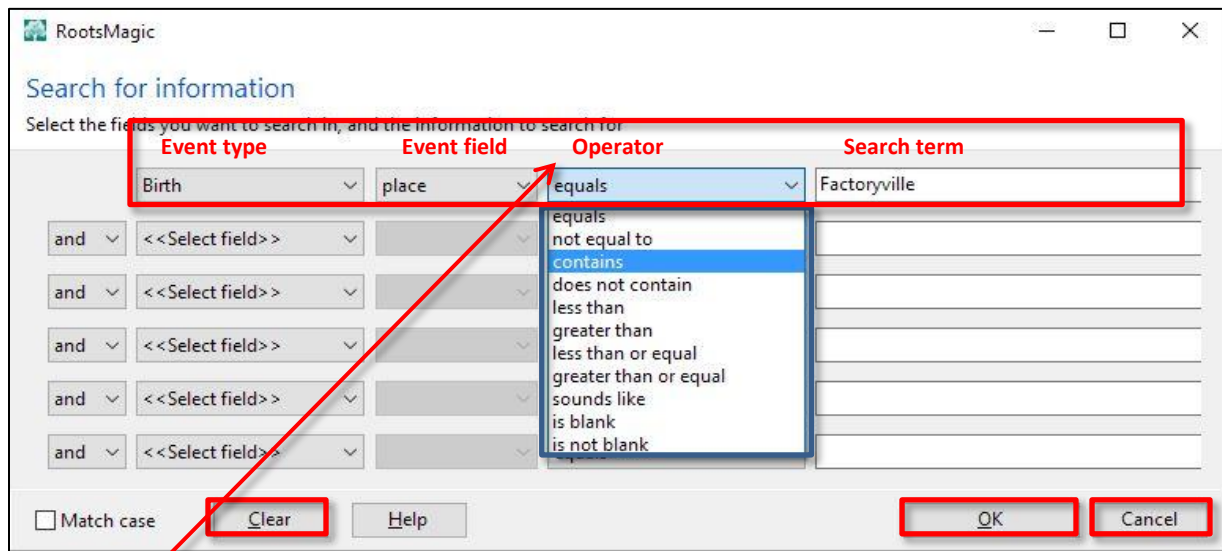 RootsMagic
Search for information
Select the fields you want to search in, and the information to search for
Event type Event field Operator Search term
Birth place equals Factoryville
equals
and <<Select field>> not equal to
contains
and <<Select field>> does not contain
less than
greater than
and <<Select field>> less than or equal
greater than or equal
and <<Select field>> sounds like
is blank
and <<Select field>> is not blank
equals
Match case Clear Help OK Cancel